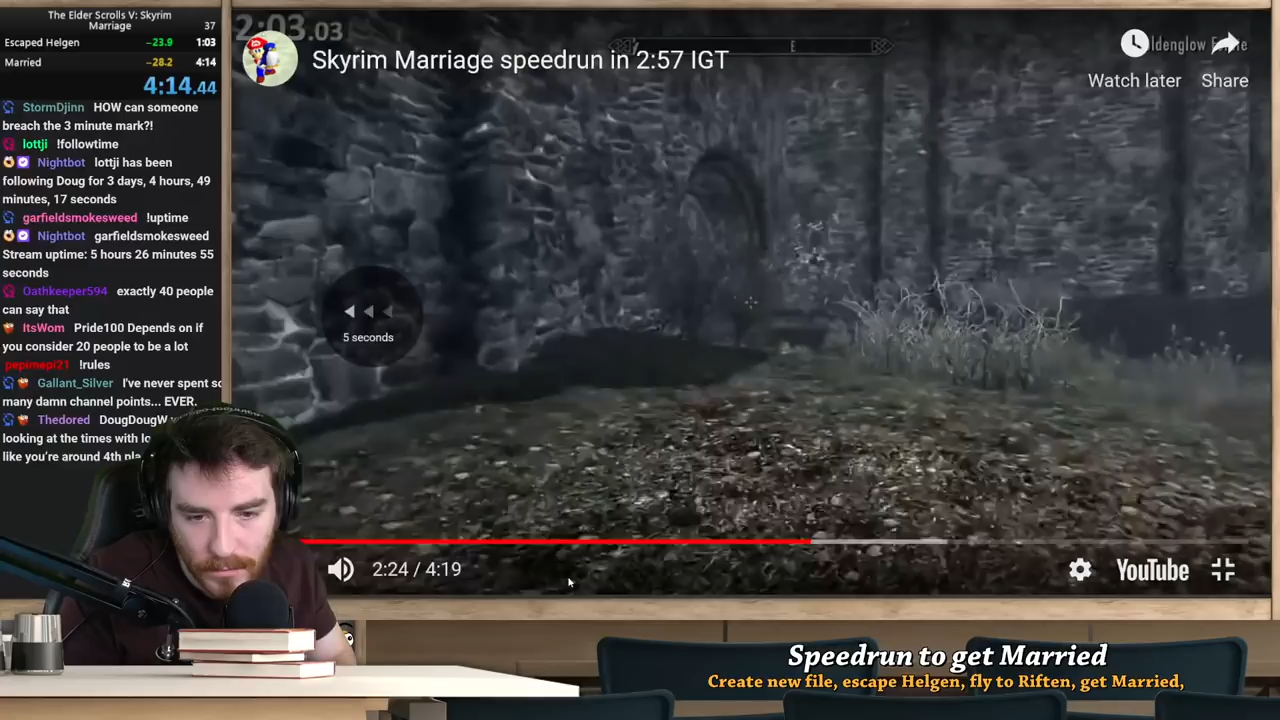 The Elder Scrolls V: Skyrim
Marriage 37
Escaped Helgen −23.9 1:03
Married −28.2 4:14
4:14.44
StormDjinn HOW can someone
breach the 3 minute mark?!
lottji !followtime
Nightbot lottji has been
following Doug for 3 days, 4 hours, 49
minutes, 17 seconds
garfieldsmokesweed !uptime
Nightbot garfieldsmokesweed
Stream uptime: 5 hours 26 minutes 55
seconds
Oathkeeper594 exactly 40 people
can say that
ItsWom Pride100 Depends on if
you consider 20 people to be a lot
pepimepi21 !rules
Gallant_Silver I've never spent so
many damn channel points... EVER.
Thedored DougDougW
looking at the times with lo
like you're around 4th pla
2:03.03
Skyrim Marriage speedrun in 2:57 IGT
E
Watch later Share
5 seconds
2:24 / 4:19
YouTube
Speedrun to get Married
Create new file, escape Helgen, fly to Riften, get Married,